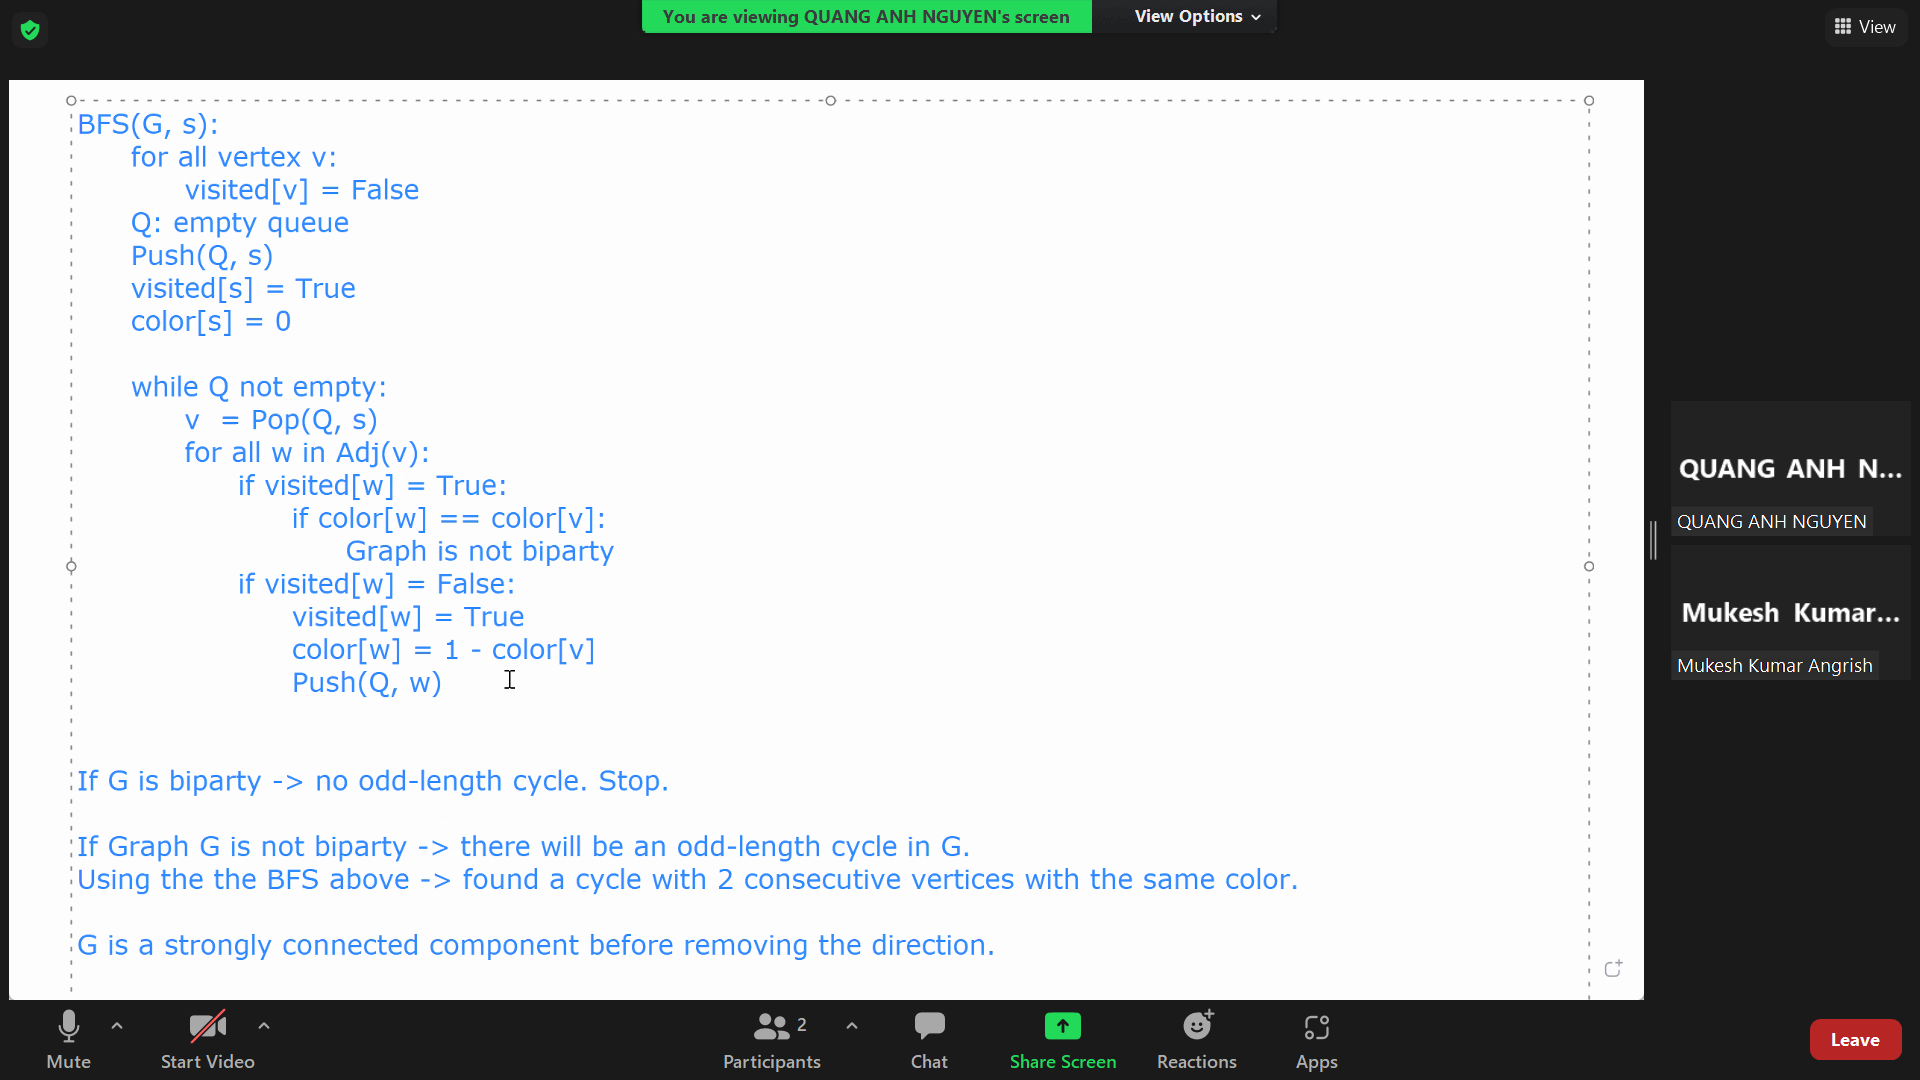 You are viewing QUANG ANH NGUYEN's screen
View Options
View
BFS(G, s):
for all vertex v:
visited[v] = False
Q: empty queue
Push(Q, s)
visited[s] = True
color[s] = 0
while Q not empty:
v = Pop(Q, s)
for all w in Adj(v):
if visited[w] = True:
if color[w] == color[v]:
Graph is not biparty
if visited[w] = False:
visited[w] = True
color[w] = 1 - color[v]
Push(Q, w)
If G is biparty -> no odd-length cycle. Stop.
If Graph G is not biparty -> there will be an odd-length cycle in G.
Using the the BFS above -> found a cycle with 2 consecutive vertices with the same color.
G is a strongly connected component before removing the direction.
QUANG ANH N...
QUANG ANH NGUYEN
Mukesh Kumar...
Mukesh Kumar Angrish
Mute
Start Video
2
Participants
Chat
Share Screen
Reactions
Apps
Leave